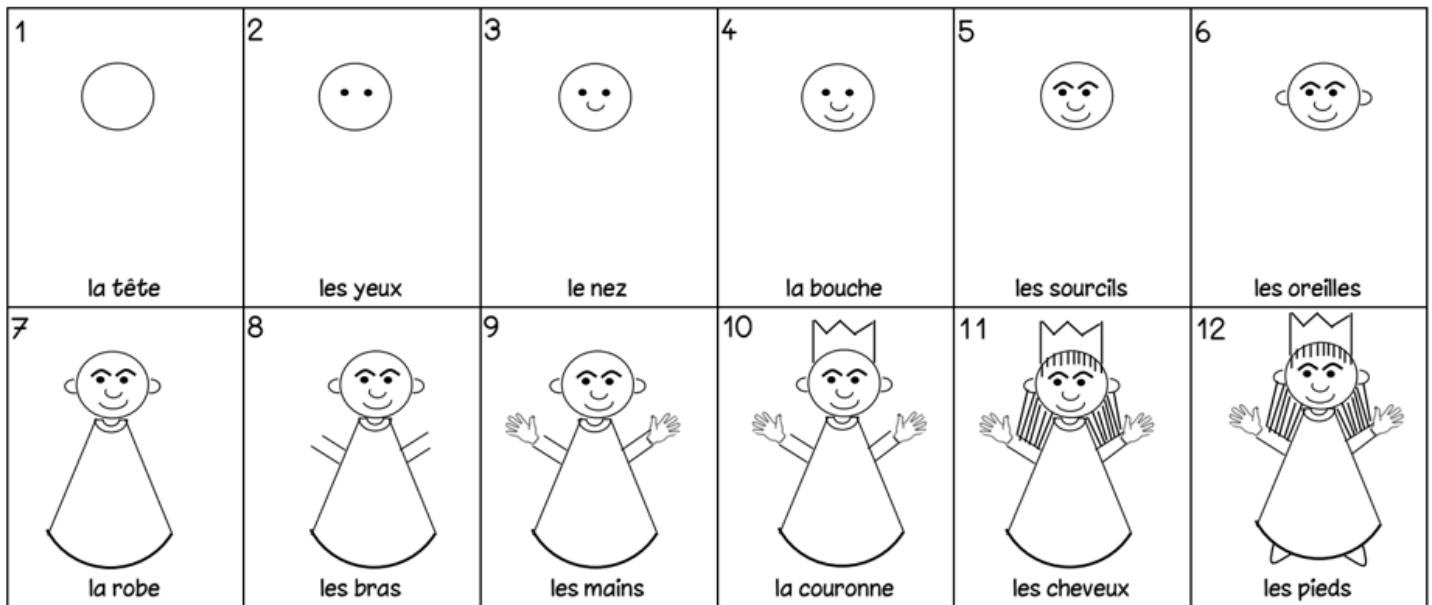 1 2 3 4 5 6
la tête les yeux le nez la bouche les sourcils les oreilles
7 8 9 10 11 12
la robe les bras les mains la couronne les cheveux les pieds